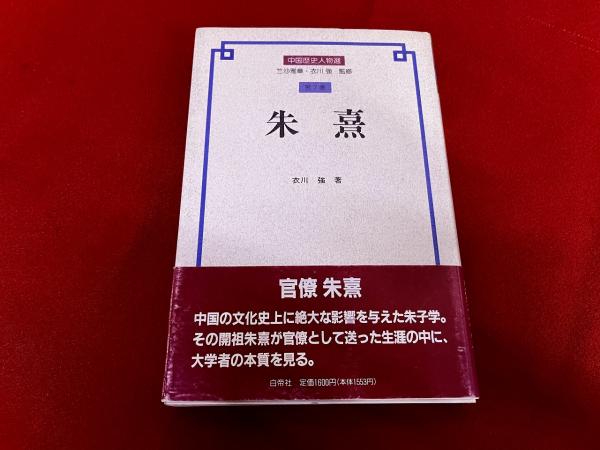 中国歴史人物選
竺沙雅章・衣川 強 監修
第7巻
朱 熹
衣川 強 著
官僚 朱熹
中国の文化史上に絶大な影響を与えた朱子学。
その開祖朱熹が官僚として送った生涯の中に、
大学者の本質を見る。
白帝社 定価1600円(本体1553円)